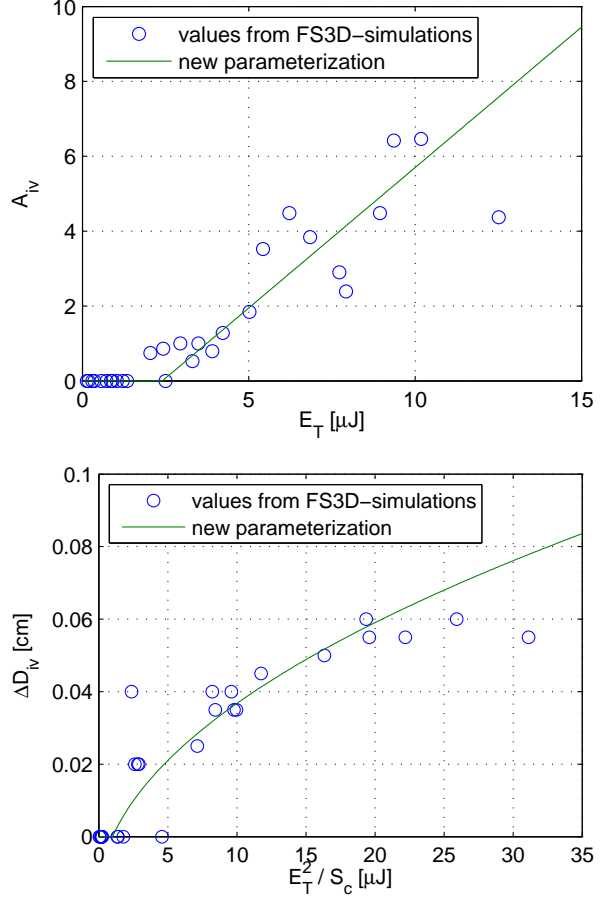 10
values from FS3D−simulations
new parameterization
8
6
A_iv
4
2
0
0 5 10 15
E_T [μJ]
0.1
values from FS3D−simulations
new parameterization
0.08
0.06
ΔD_iv [cm]
0.04
0.02
0
0 5 10 15 20 25 30 35
E_T^2 / S_c [μJ]